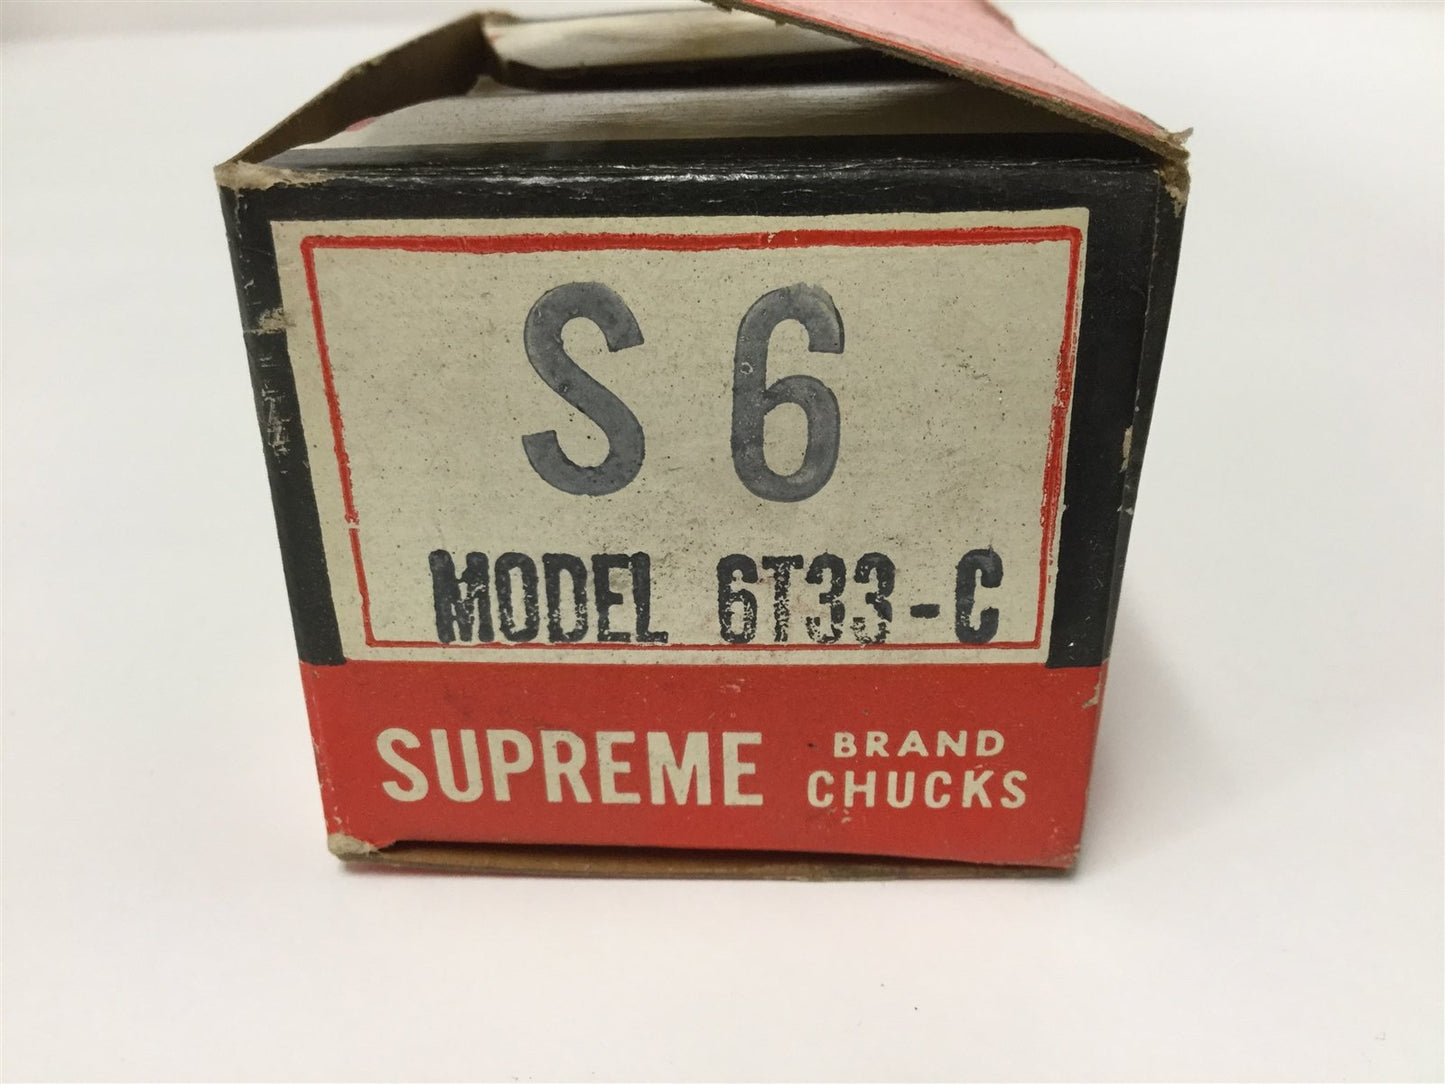 S 6
MODEL 6T33-C
SUPREME BRAND CHUCKS